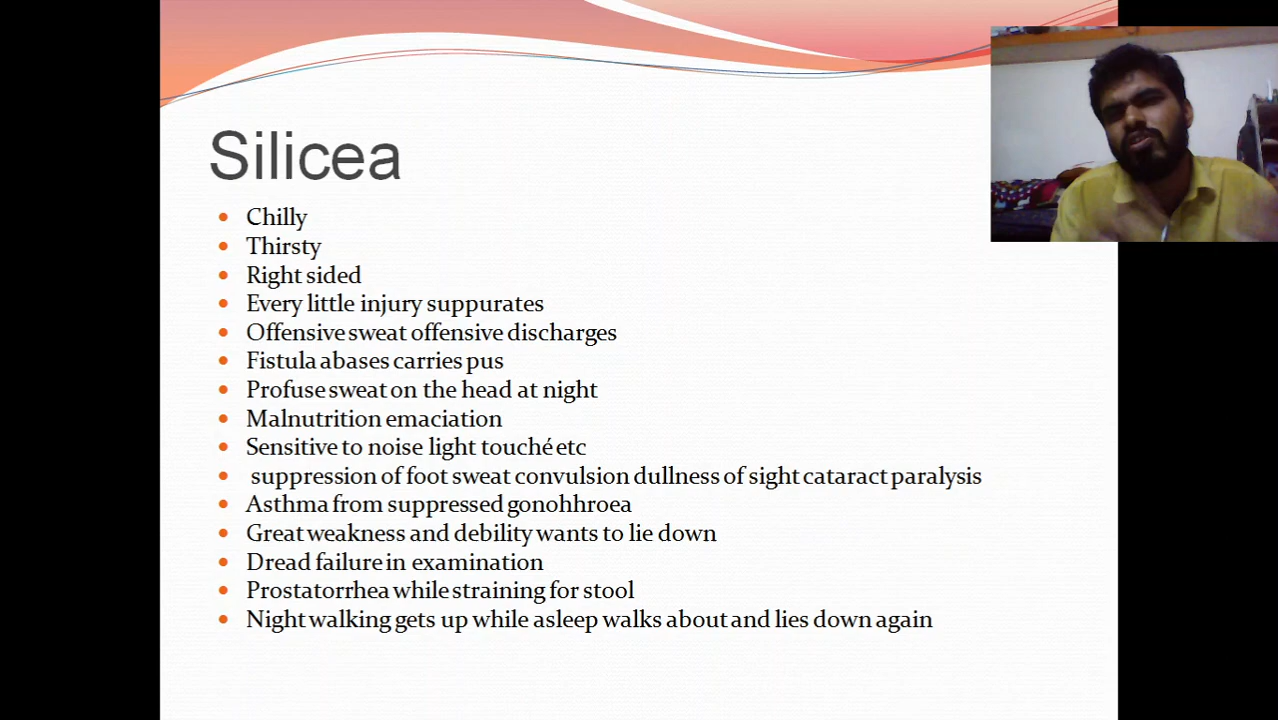 Silicea
Chilly
Thirsty
Right sided
Every little injury suppurates
Offensive sweat offensive discharges
Fistula abases carries pus
Profuse sweat on the head at night
Malnutrition emaciation
Sensitive to noise light touché etc
suppression of foot sweat convulsion dullness of sight cataract paralysis
Asthma from suppressed gonohhroea
Great weakness and debility wants to lie down
Dread failure in examination
Prostatorrhea while straining for stool
Night walking gets up while asleep walks about and lies down again